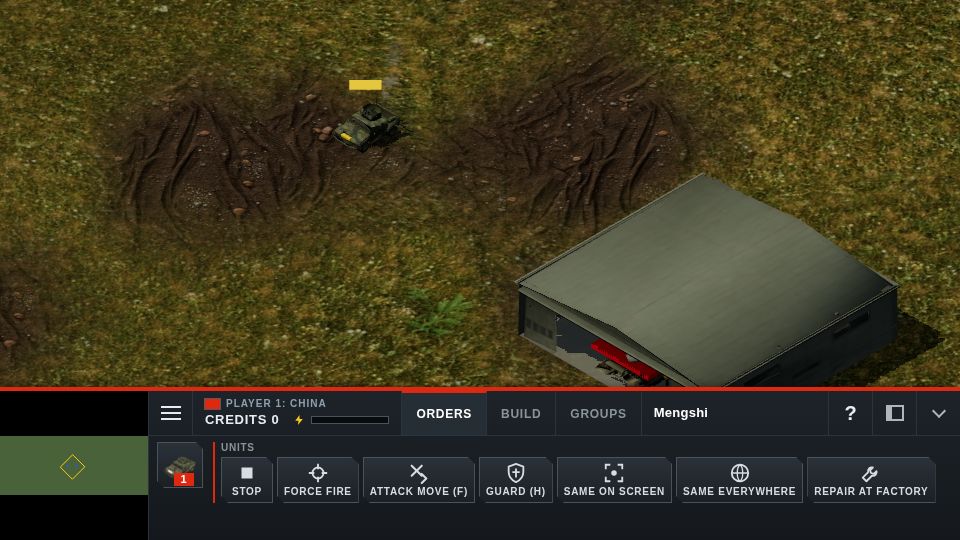 PLAYER 1: CHINA
CREDITS 0
ORDERS
BUILD
GROUPS
Mengshi
?
1
UNITS
STOP
FORCE FIRE
ATTACK MOVE (F)
GUARD (H)
SAME ON SCREEN
SAME EVERYWHERE
REPAIR AT FACTORY